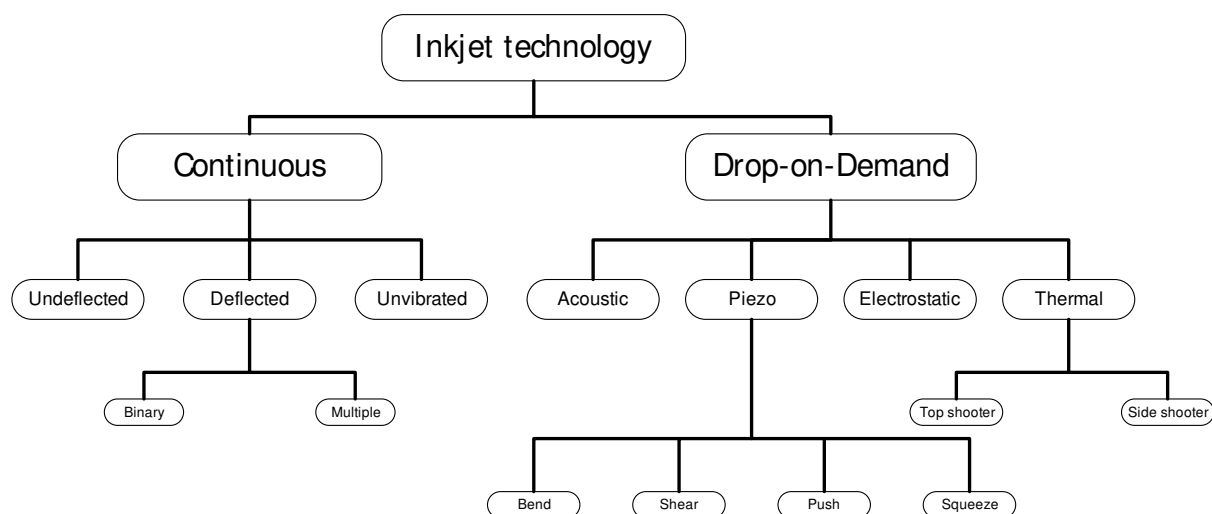 Inkjet technology
Continuous
Drop-on-Demand
Undeflected
Deflected
Unvibrated
Acoustic
Piezo
Electrostatic
Thermal
Binary
Multiple
Top shooter
Side shooter
Bend
Shear
Push
Squeeze